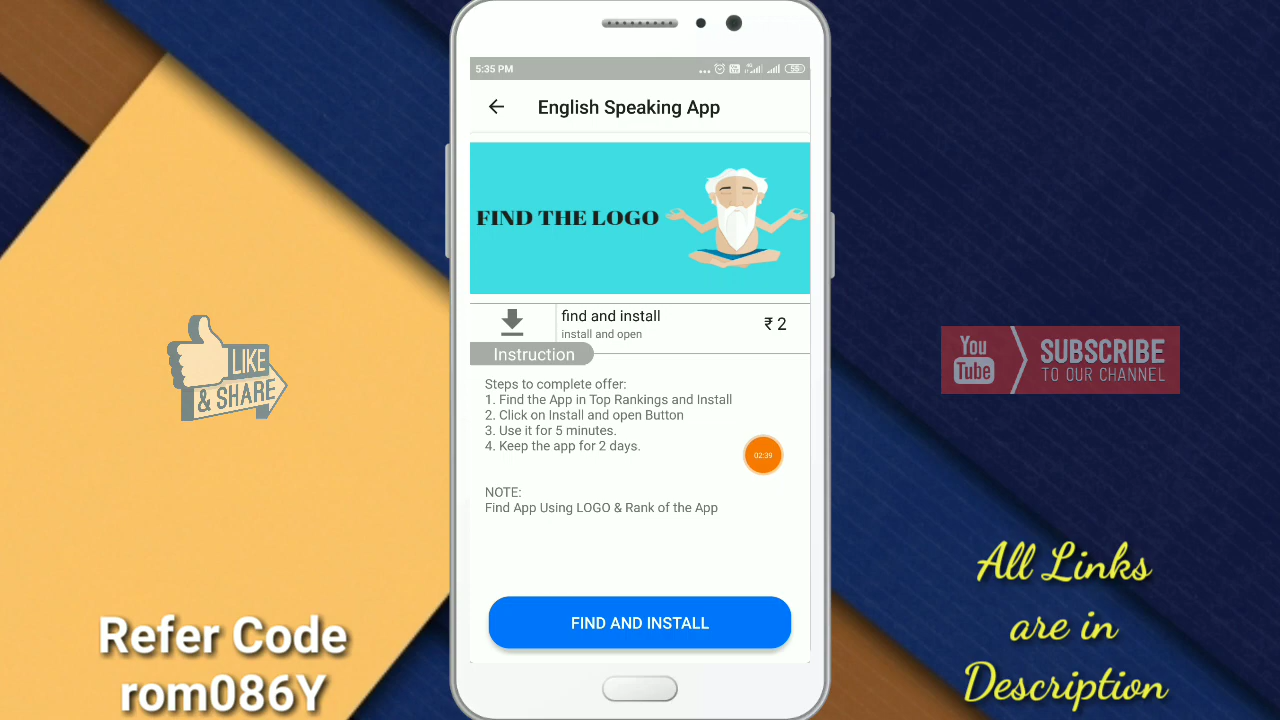 5:35 PM
English Speaking App
FIND THE LOGO
find and install
install and open
₹ 2
Instruction
Steps to complete offer:
1. Find the App in Top Rankings and Install
2. Click on Install and open Button
3. Use it for 5 minutes.
4. Keep the app for 2 days.
02:39
NOTE:
Find App Using LOGO & Rank of the App
FIND AND INSTALL
LIKE
& SHARE
You
Tube
SUBSCRIBE
TO OUR CHANNEL
Refer Code
rom086Y
All Links
are in
Description